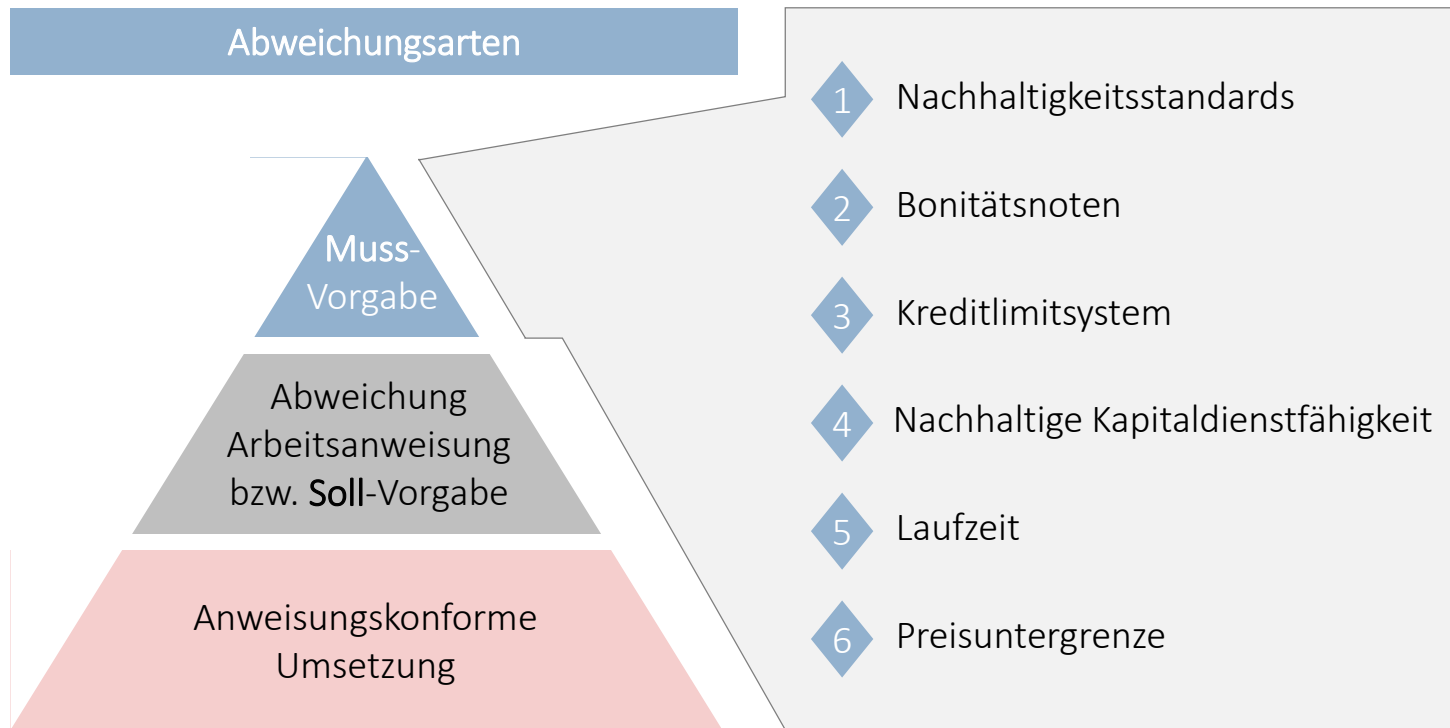 Abweichungsarten
Muss-
Vorgabe
Abweichung
Arbeitsanweisung
bzw. Soll-Vorgabe
Anweisungskonforme
Umsetzung
1 Nachhaltigkeitsstandards
2 Bonitätsnoten
3 Kreditlimitsystem
4 Nachhaltige Kapitaldienstfähigkeit
5 Laufzeit
6 Preisuntergrenze